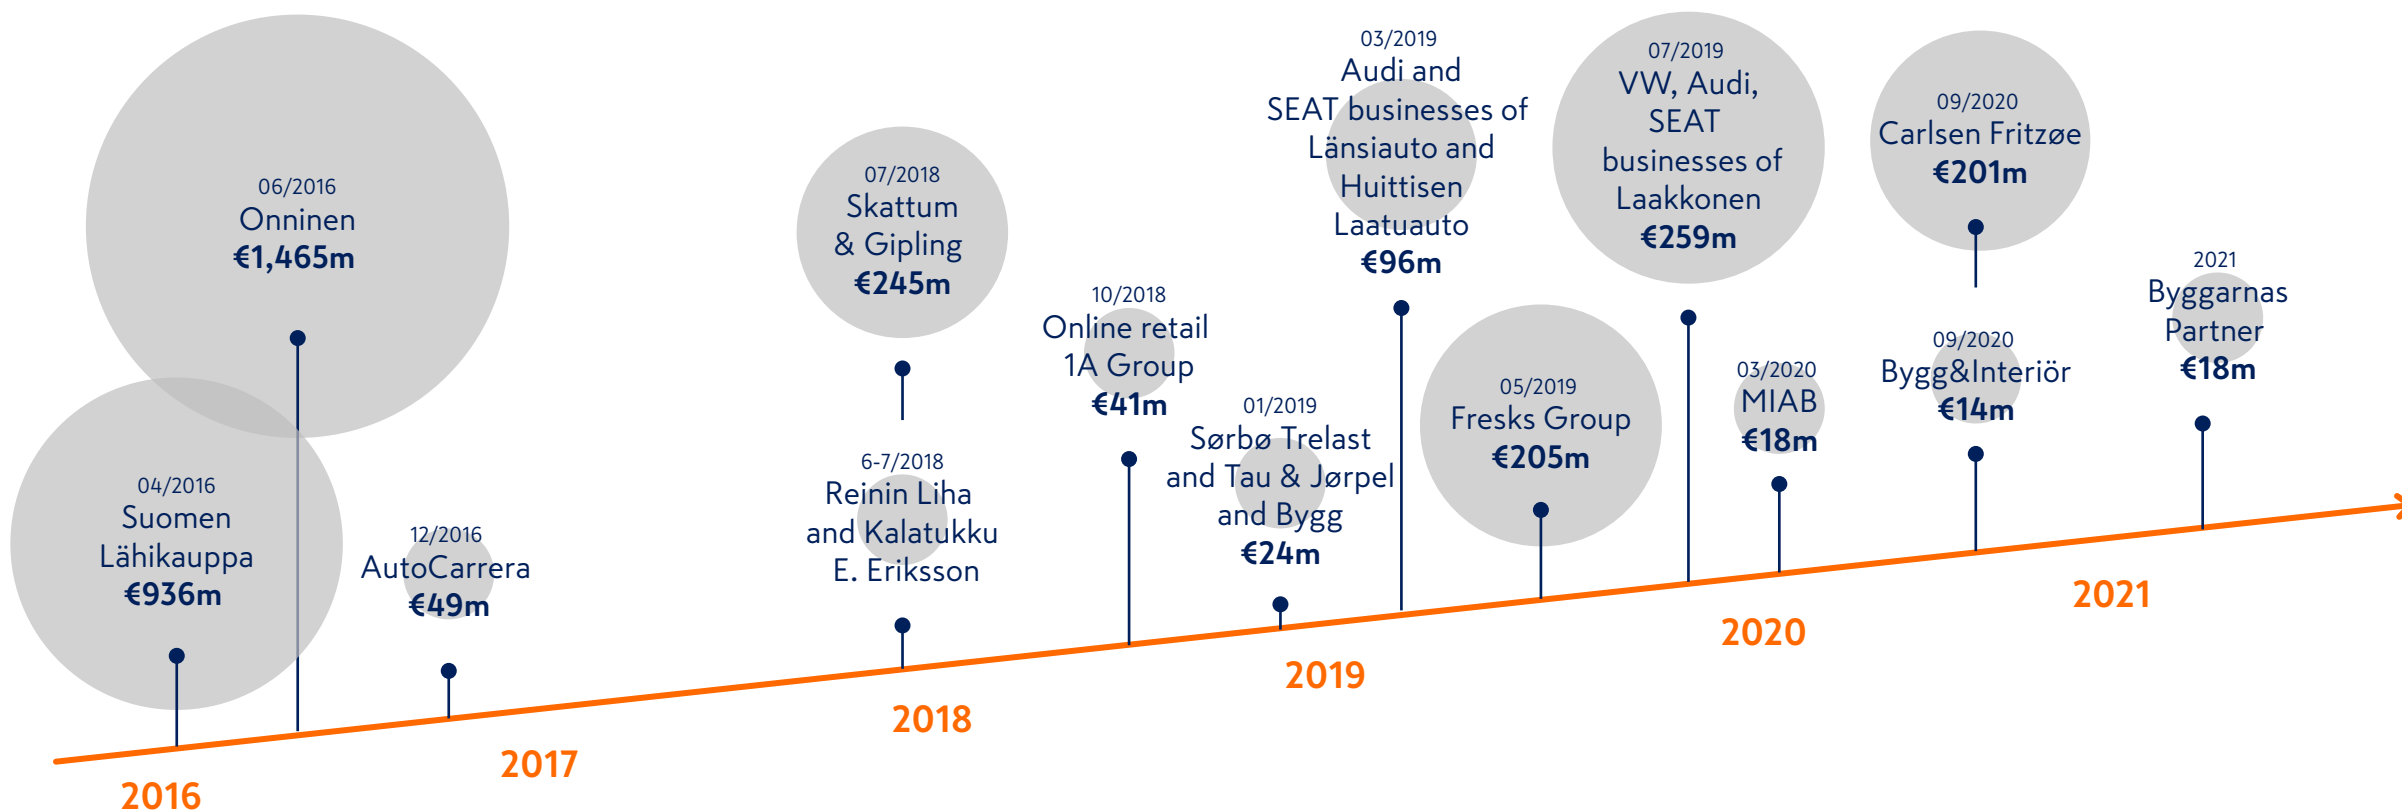 06/2016
Onninen
€1,465m
04/2016
Suomen
Lähikauppa
€936m
12/2016
AutoCarrera
€49m
07/2018
Skattum
& Gipling
€245m
6-7/2018
Reinin Liha
and Kalatukku
E. Eriksson
10/2018
Online retail
1A Group
€41m
01/2019
Sørbø Trelast
and Tau & Jørpel
and Bygg
€24m
03/2019
Audi and
SEAT businesses of
Länsiauto and
Huittisen
Laatuauto
€96m
05/2019
Fresks Group
€205m
07/2019
VW, Audi,
SEAT
businesses of
Laakkonen
€259m
03/2020
MIAB
€18m
09/2020
Carlsen Fritzøe
€201m
09/2020
Bygg&Interiör
€14m
2021
Byggarnas
Partner
€18m
2016
2017
2018
2019
2020
2021